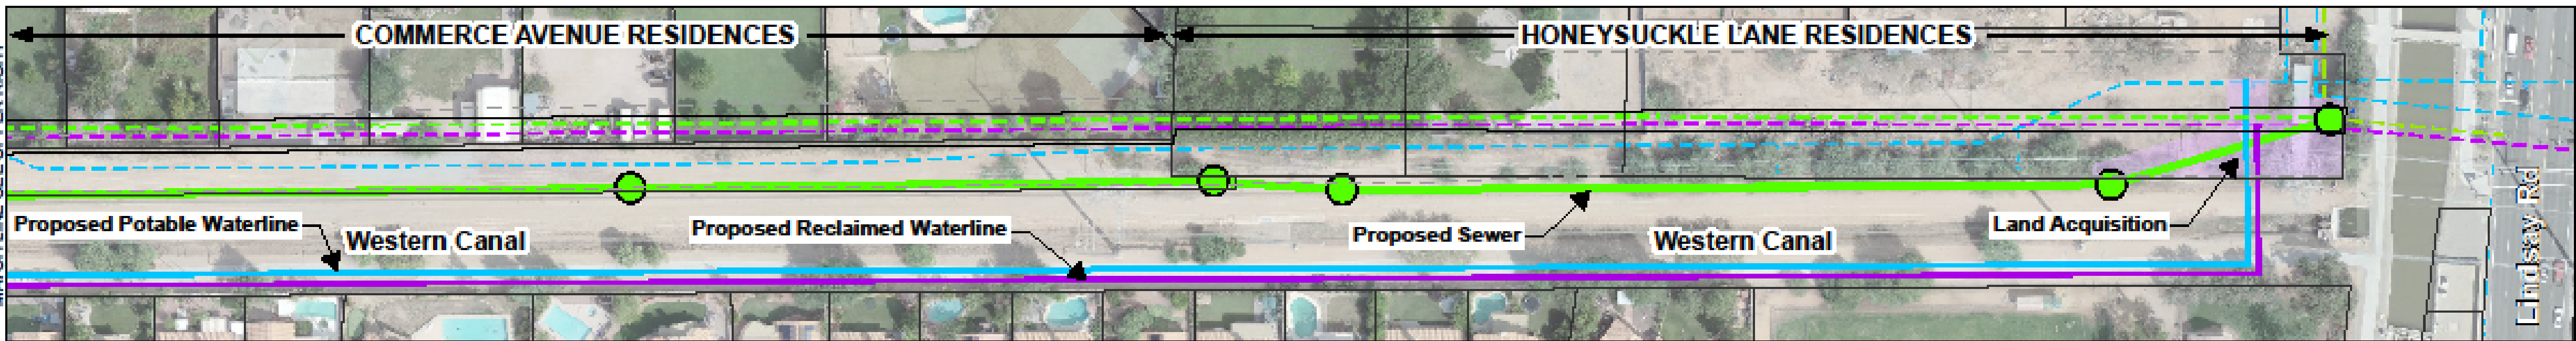 COMMERCE AVENUE RESIDENCES
HONEYSUCKLE LANE RESIDENCES
Proposed Potable Waterline
Western Canal
Proposed Reclaimed Waterline
Proposed Sewer
Western Canal
Land Acquisition
Lindsay Rd